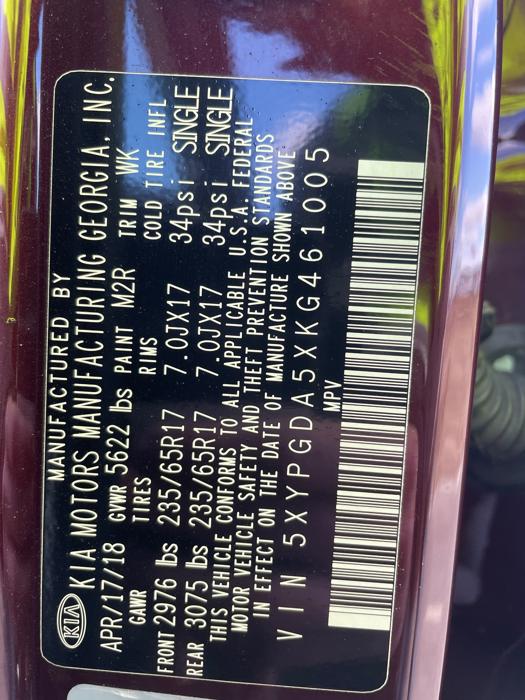 MANUFACTURED BY
KIA KIA MOTORS MANUFACTURING GEORGIA, INC.
APR/17/18 GVWR 5622 lbs PAINT M2R TRIM WK
GAWR TIRES RIMS COLD TIRE INFL
FRONT 2976 lbs 235/65R17 7.0JX17 34psi SINGLE
REAR 3075 lbs 235/65R17 7.0JX17 34psi SINGLE
THIS VEHICLE CONFORMS TO ALL APPLICABLE U.S.A. FEDERAL
MOTOR VEHICLE SAFETY AND THEFT PREVENTION STANDARDS
IN EFFECT ON THE DATE OF MANUFACTURE SHOWN ABOVE
VIN 5XYPGDA5XKG461005
MPV